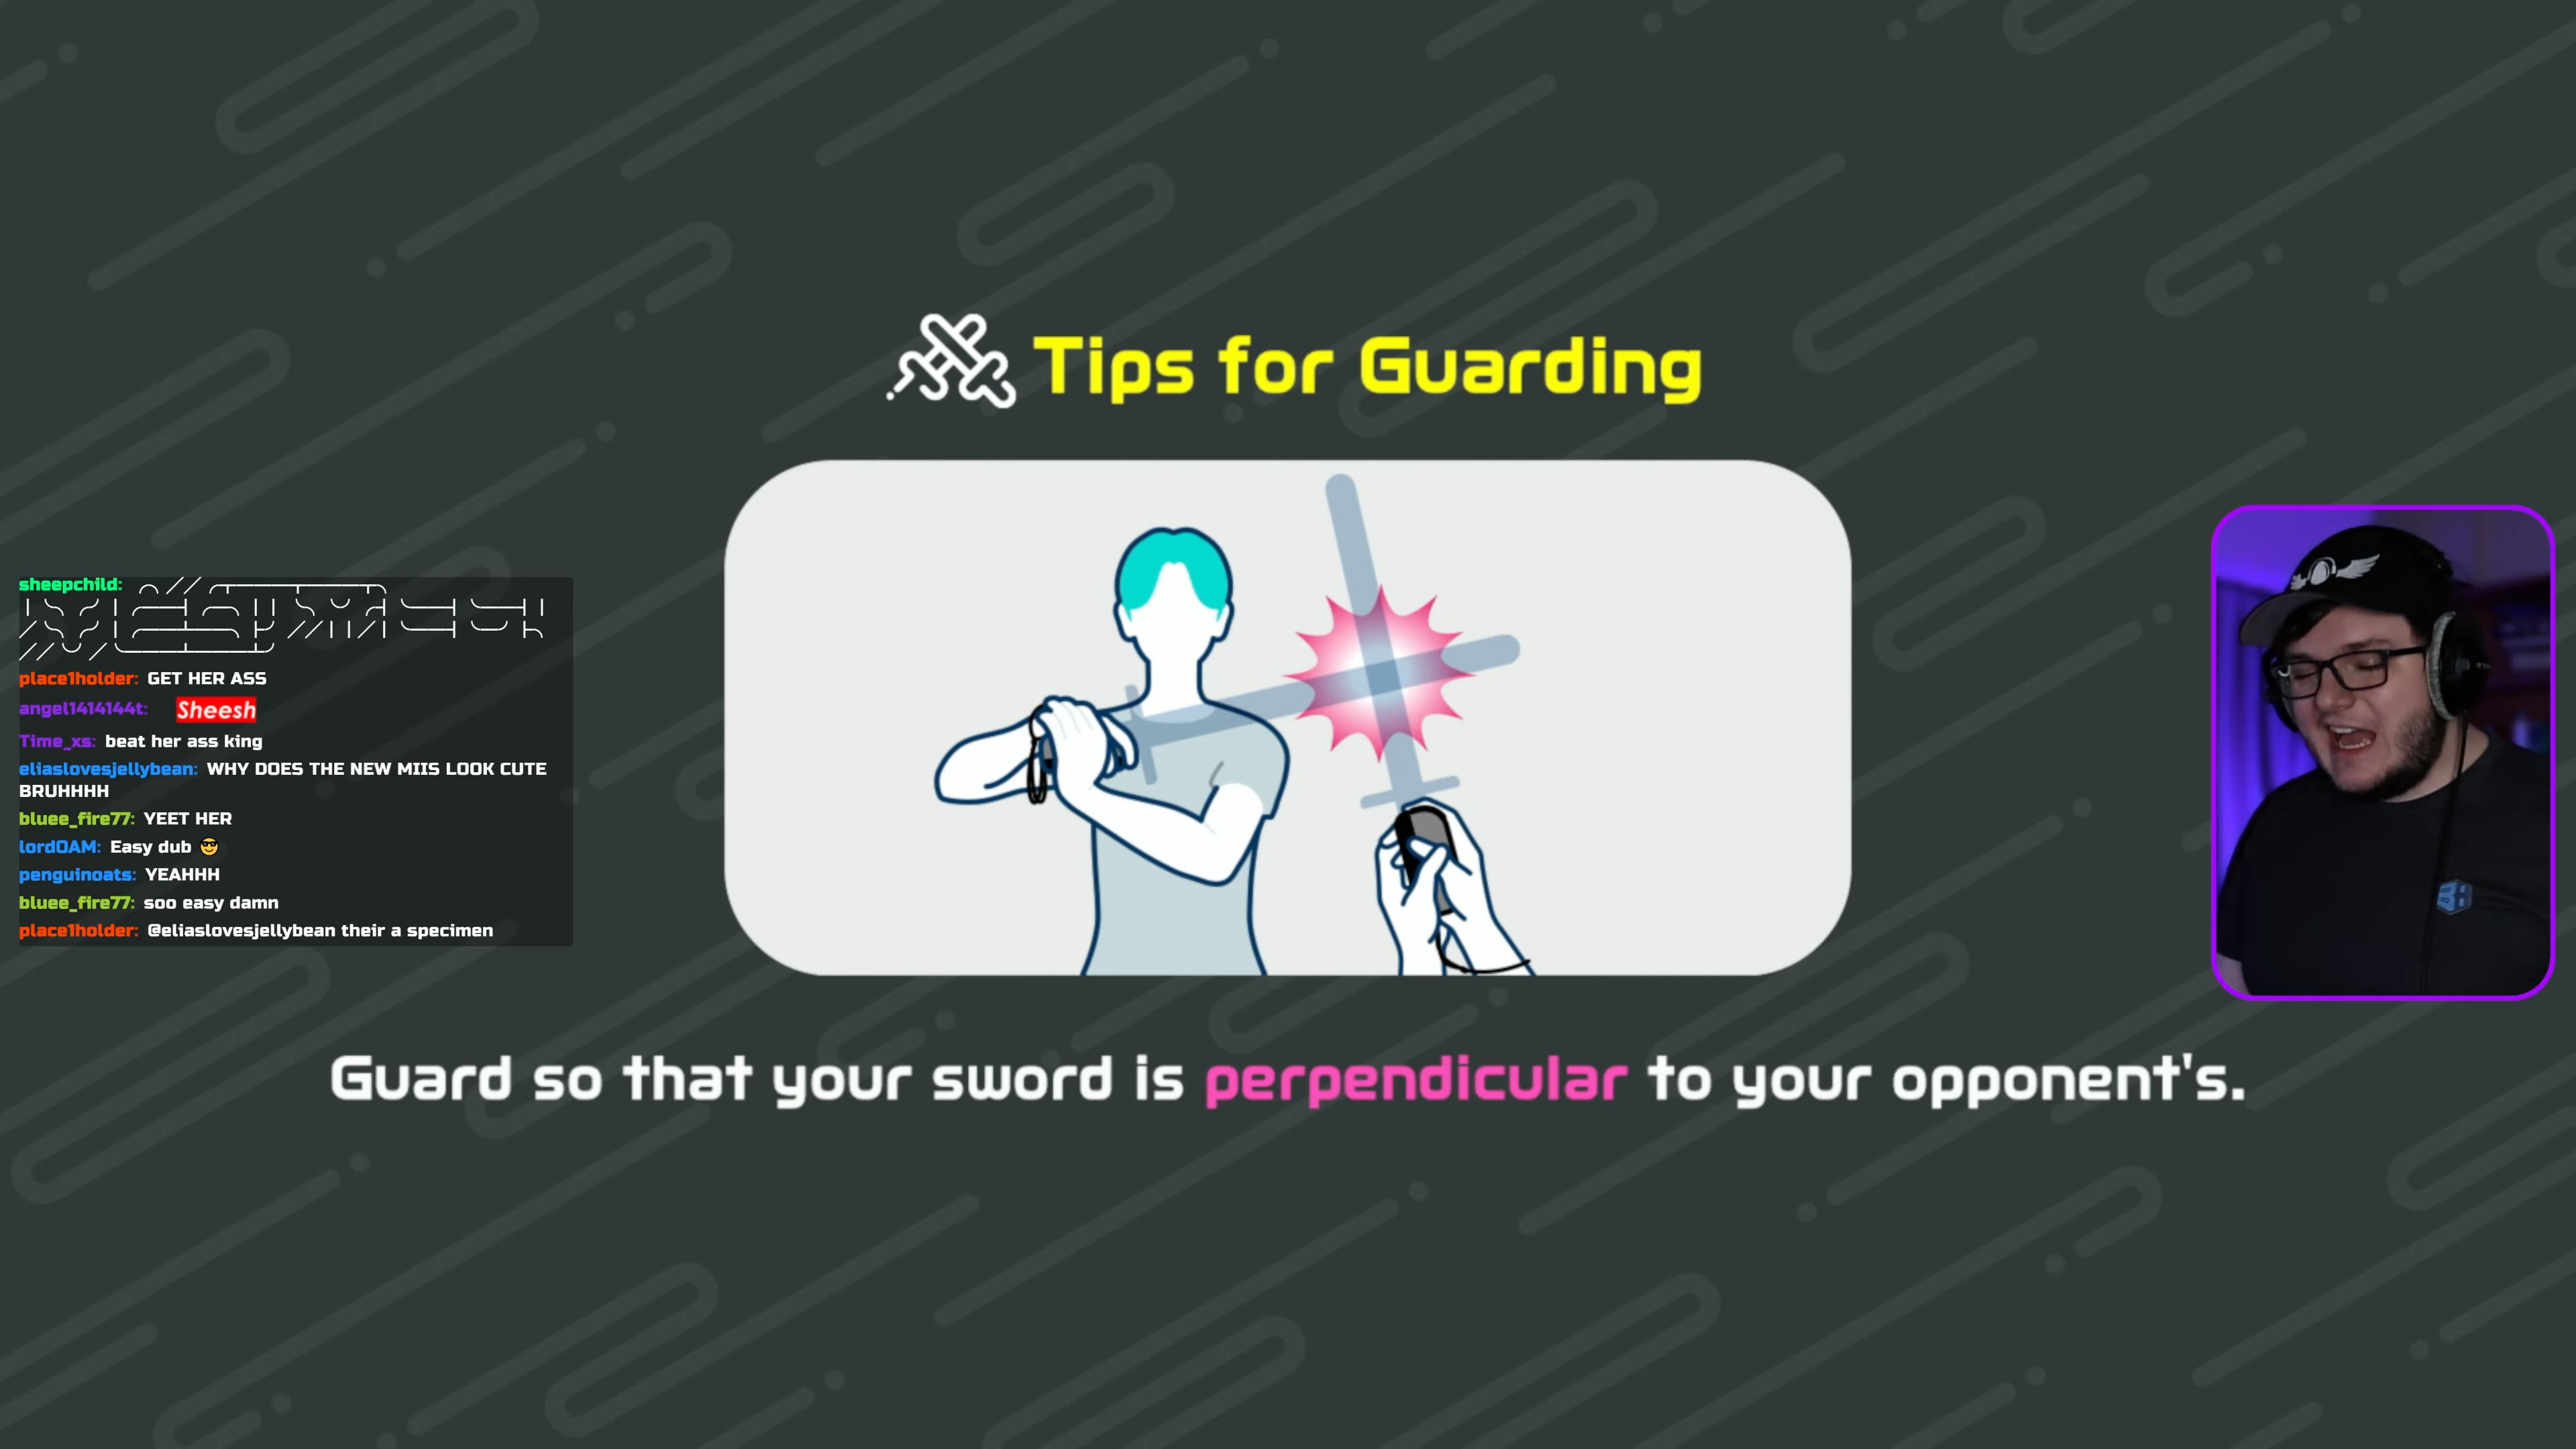 Tips for Guarding
sheepchild:
place1holder: GET HER ASS
angel1414144t: Sheesh
Time_xs: beat her ass king
eliaslovesjellybean: WHY DOES THE NEW MIIS LOOK CUTE
BRUHHHH
bluee_fire77: YEET HER
lordOAM: Easy dub 😎
penguinoats: YEAHHH
bluee_fire77: soo easy damn
place1holder: @eliaslovesjellybean their a specimen
Guard so that your sword is perpendicular to your opponent's.